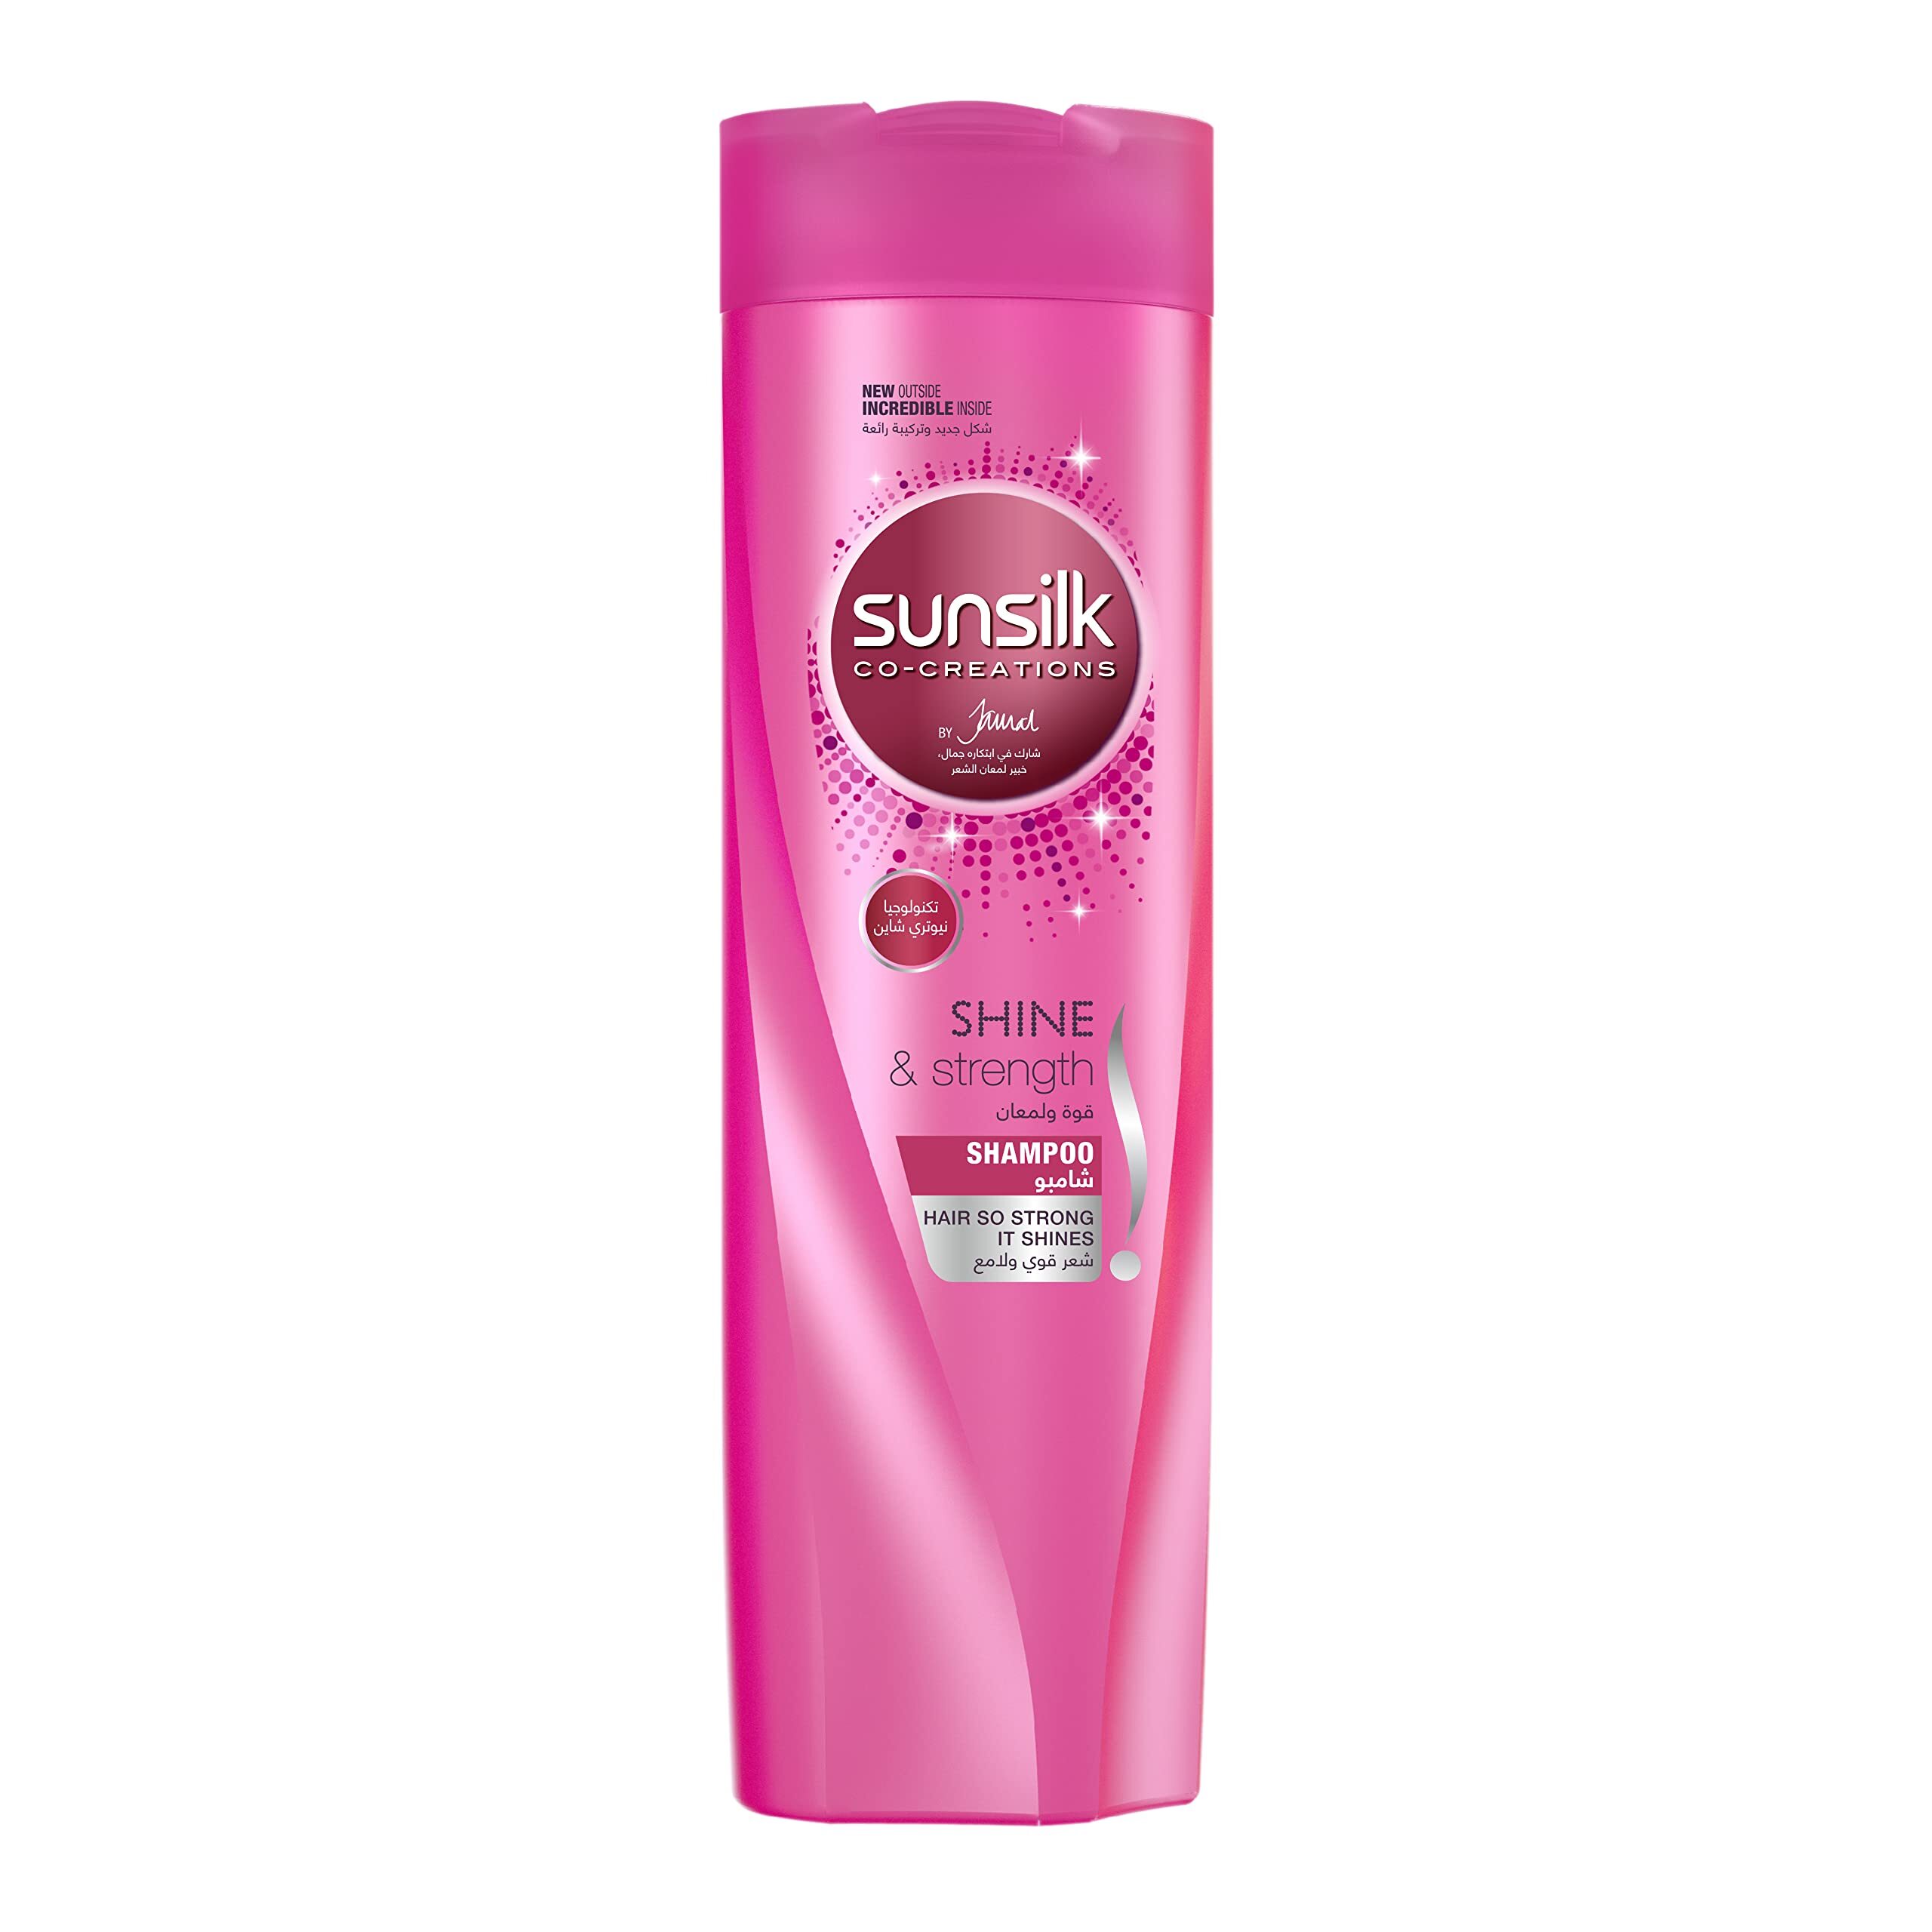 NEW OUTSIDE
INCREDIBLE INSIDE
شكل جديد وتركيبة رائعة
sunsilk
CO-CREATIONS
BY Jamal
شارك في ابتكاره جمال،
خبير لمعان الشعر
تكنولوجيا
نيوتري شاين
SHINE
& strength
قوة ولمعان
SHAMPOO
شامبو
HAIR SO STRONG
IT SHINES
شعر قوي ولامع